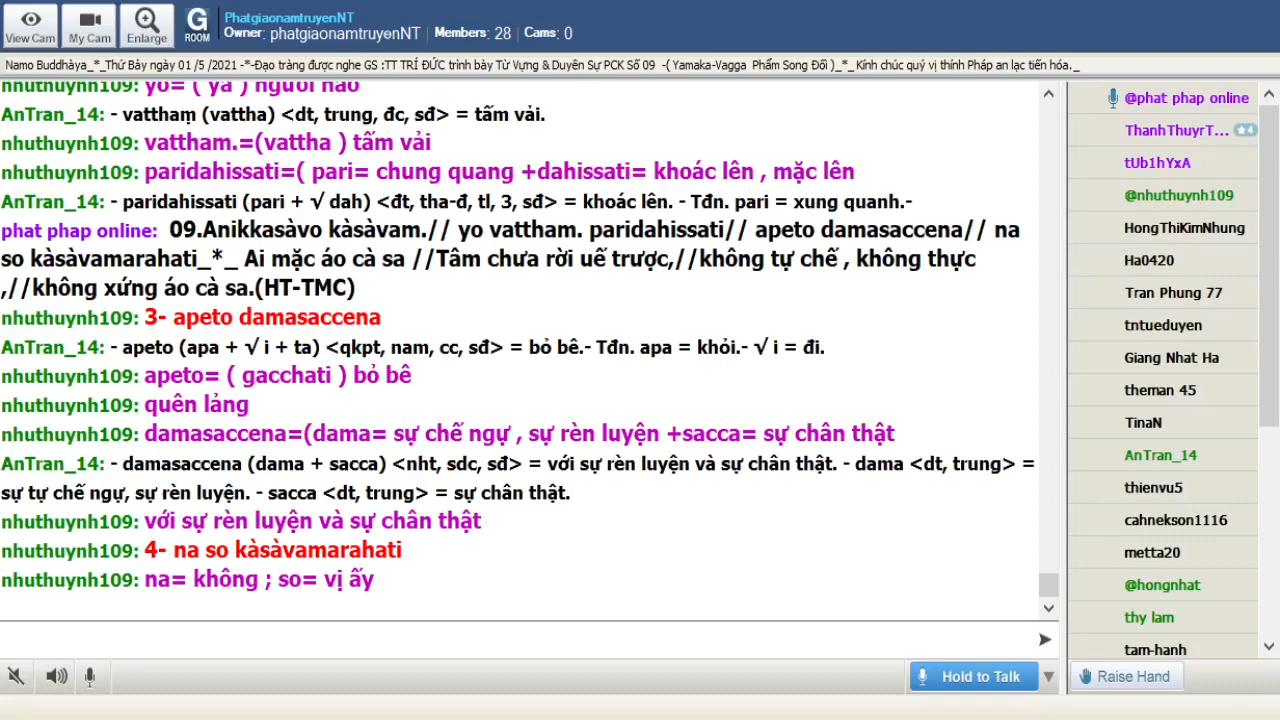 View Cam
My Cam
Enlarge
G
ROOM
PhatgiaonamtruyenNT
Owner: phatgiaonamtruyenNT | Members: 28 | Cams: 0
Namo Buddhàya_*_Thứ Bảy ngày 01 /5 /2021 -*-Đạo tràng được nghe GS :TT TRÍ ĐỨC trình bày Từ Vựng & Duyên Sự PCK Số 09 -( Yamaka-Vagga Phẩm Song Đối )_*_ Kính chúc quý vị thính Pháp an lạc tiến hóa._
nhuthuynh109: yo= ( ya ) người nào
AnTran_14: - vatthaṃ (vattha) <dt, trung, đc, sđ> = tấm vải.
nhuthuynh109: vattham.=(vattha ) tấm vải
nhuthuynh109: paridahissati=( pari= chung quang +dahissati= khoác lên , mặc lên
AnTran_14: - paridahissati (pari + √ dah) <đt, tha-đ, tl, 3, sđ> = khoác lên. - Tđn. pari = xung quanh.-
phat phap online: 09.Anikkasàvo kàsàvam.// yo vattham. paridahissati// apeto damasaccena// na
so kàsàvamarahati_*_ Ai mặc áo cà sa //Tâm chưa rời uế trược,//không tự chế , không thực
,//không xứng áo cà sa.(HT-TMC)
nhuthuynh109: 3- apeto damasaccena
AnTran_14: - apeto (apa + √ i + ta) <qkpt, nam, cc, sđ> = bỏ bê.- Tđn. apa = khỏi.- √ i = đi.
nhuthuynh109: apeto= ( gacchati ) bỏ bê
nhuthuynh109: quên lảng
nhuthuynh109: damasaccena=(dama= sự chế ngự , sự rèn luyện +sacca= sự chân thật
AnTran_14: - damasaccena (dama + sacca) <nht, sdc, sđ> = với sự rèn luyện và sự chân thật. - dama <dt, trung> =
sự tự chế ngự, sự rèn luyện. - sacca <dt, trung> = sự chân thật.
nhuthuynh109: với sự rèn luyện và sự chân thật
nhuthuynh109: 4- na so kàsàvamarahati
nhuthuynh109: na= không ; so= vị ấy
@phat phap online
ThanhThuyrT... 4
tUb1hYxA
@nhuthuynh109
HongThiKimNhung
Ha0420
Tran Phung 77
tntueduyen
Giang Nhat Ha
theman 45
TinaN
AnTran_14
thienvu5
cahnekson1116
metta20
@hongnhat
thy lam
tam-hanh
Hold to Talk
Raise Hand